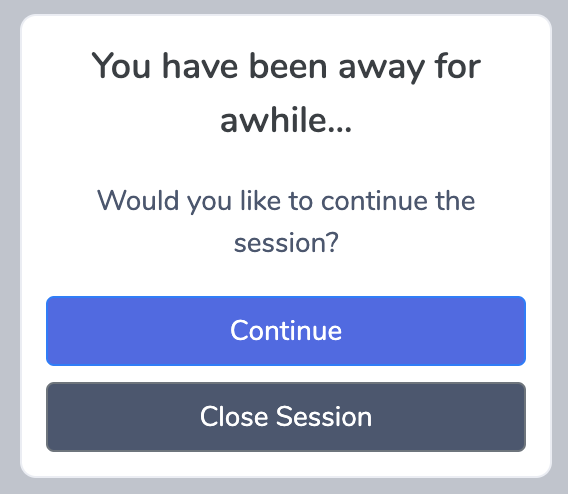 You have been away for
awhile...
Would you like to continue the
session?
Continue
Close Session